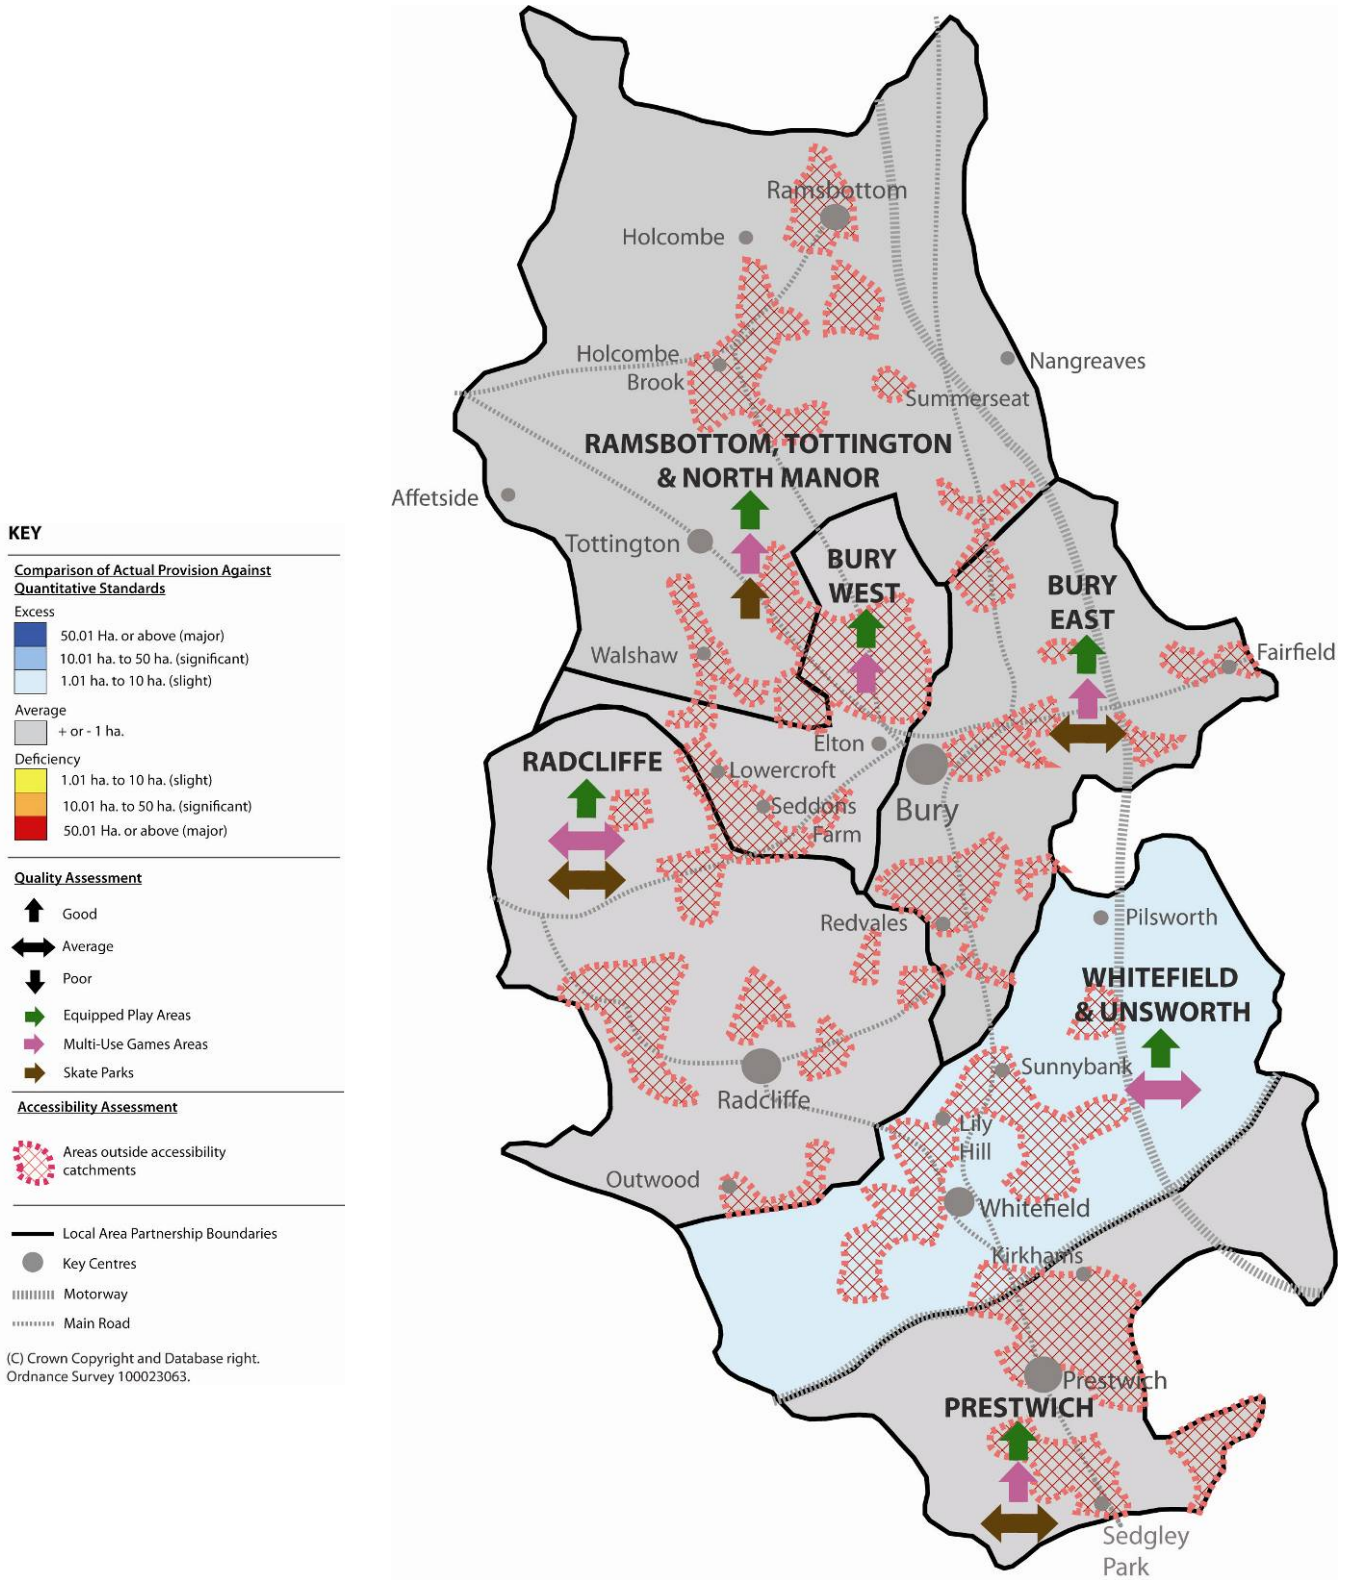 Ramsbottom
Holcombe
Holcombe
Brook
Nangreaves
Summerseat
RAMSBOTTOM, TOTTINGTON
& NORTH MANOR
Affetside
Tottington
BURY
WEST
BURY
EAST
Walshaw
Fairfield
Elton
RADCLIFFE
Lowercroft
Seddons
Farm
Bury
Redvales
Pilsworth
WHITEFIELD
& UNSWORTH
Sunnybank
Radcliffe
Lily
Hill
Outwood
Whitefield
Kirkhams
Prestwich
PRESTWICH
Sedgley
Park
KEY
Comparison of Actual Provision Against
Quantitative Standards
Excess
50.01 Ha. or above (major)
10.01 ha. to 50 ha. (significant)
1.01 ha. to 10 ha. (slight)
Average
+ or - 1 ha.
Deficiency
1.01 ha. to 10 ha. (slight)
10.01 ha. to 50 ha. (significant)
50.01 Ha. or above (major)
Quality Assessment
Good
Average
Poor
Equipped Play Areas
Multi-Use Games Areas
Skate Parks
Accessibility Assessment
Areas outside accessibility
catchments
Local Area Partnership Boundaries
Key Centres
Motorway
Main Road
(C) Crown Copyright and Database right.
Ordnance Survey 100023063.